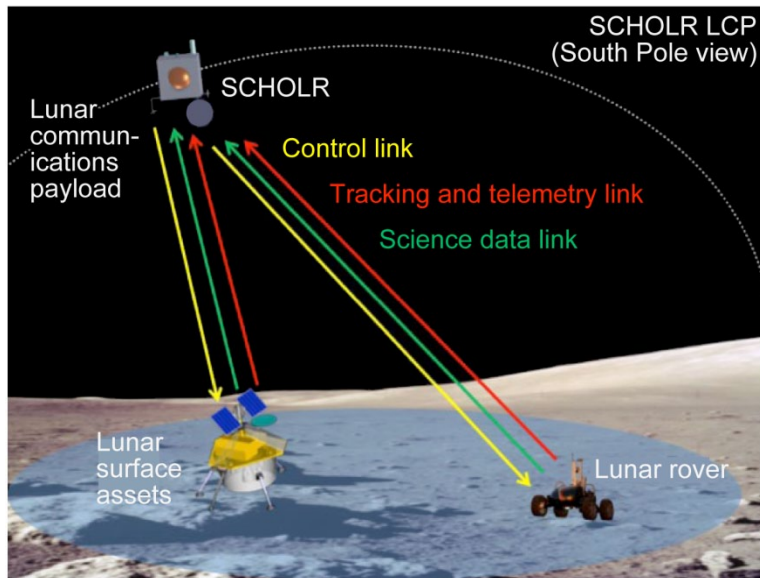 SCHOLR LCP
(South Pole view)
SCHOLR
Lunar
commun-
ications
payload
Control link
Tracking and telemetry link
Science data link
Lunar
surface
assets
Lunar rover